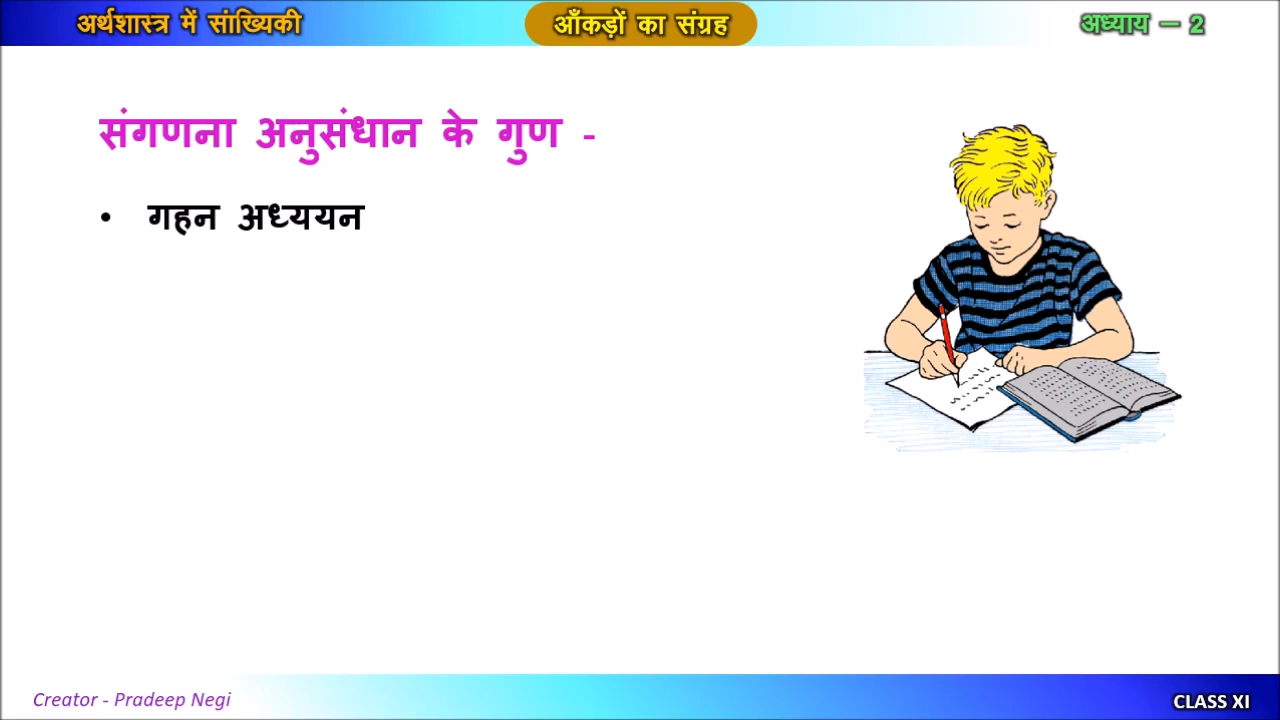 अर्थशास्त्र में सांख्यिकी
आँकड़ों का संग्रह
अध्याय – 2
संगणना अनुसंधान के गुण -
• गहन अध्ययन
Creator - Pradeep Negi
CLASS XI